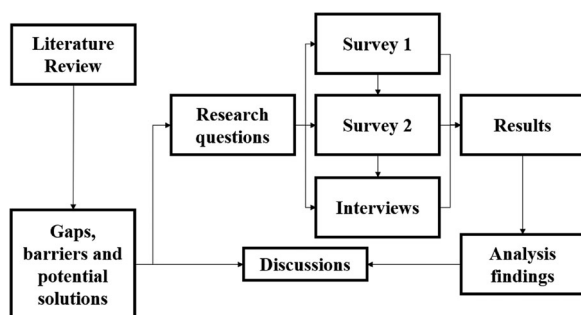 Literature
Review
Survey 1
Research
questions
Survey 2
Results
Interviews
Gaps,
barriers and
potential
solutions
Discussions
Analysis
findings